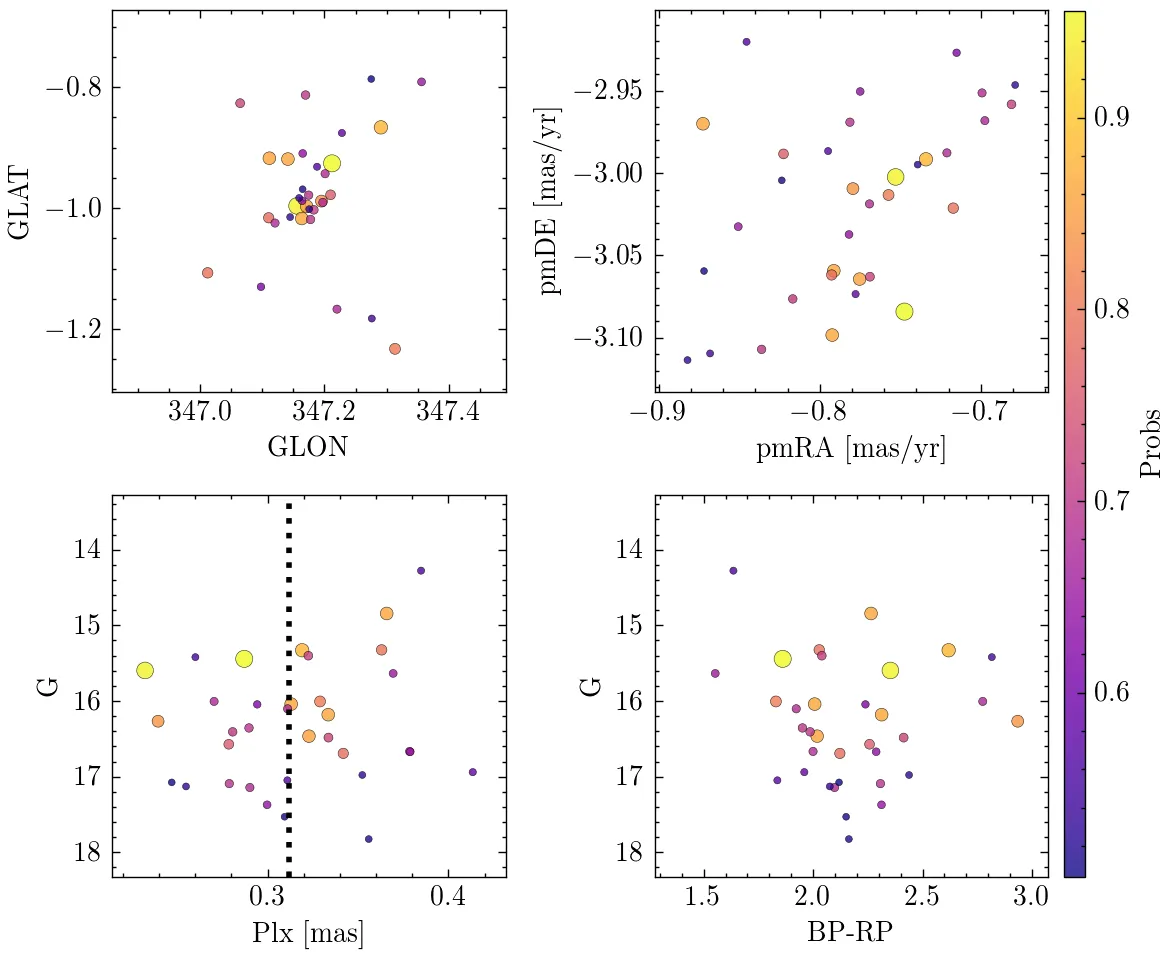 −0.8
−1.0
−1.2
GLAT
347.0 347.2 347.4
GLON
−2.95
−3.00
−3.05
−3.10
pmDE [mas/yr]
−0.9 −0.8 −0.7
pmRA [mas/yr]
0.9
0.8
0.7
0.6
Probs
14
15
16
17
18
G
0.3 0.4
Plx [mas]
14
15
16
17
18
G
1.5 2.0 2.5 3.0
BP-RP